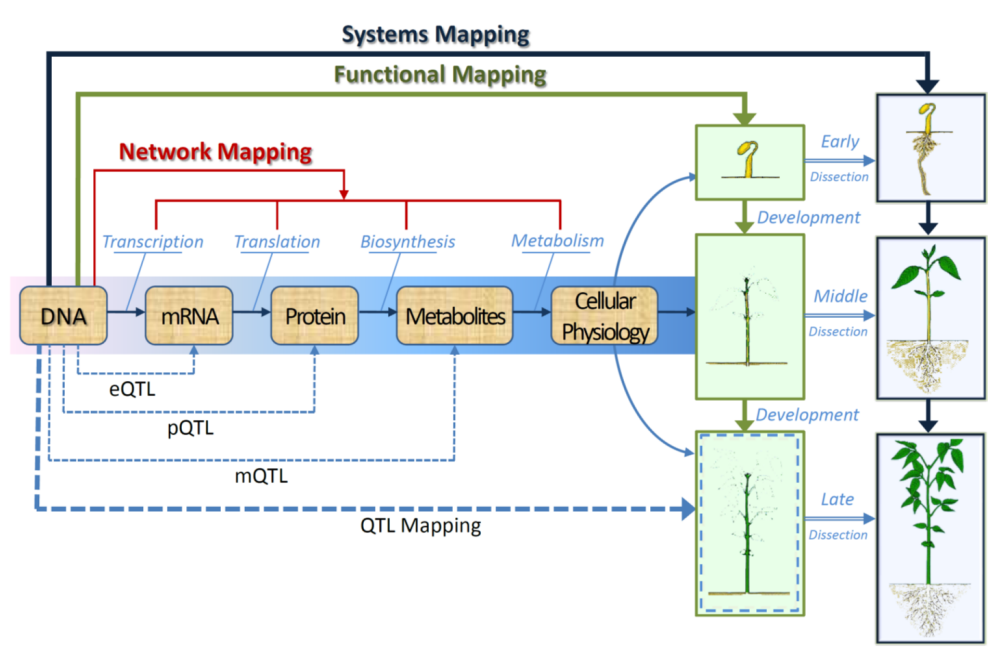 Systems Mapping
Functional Mapping
Network Mapping
Early
Dissection
Transcription
Translation
Biosynthesis
Metabolism
Development
DNA
mRNA
Protein
Metabolites
Cellular
Physiology
Middle
Dissection
eQTL
pQTL
mQTL
QTL Mapping
Development
Late
Dissection